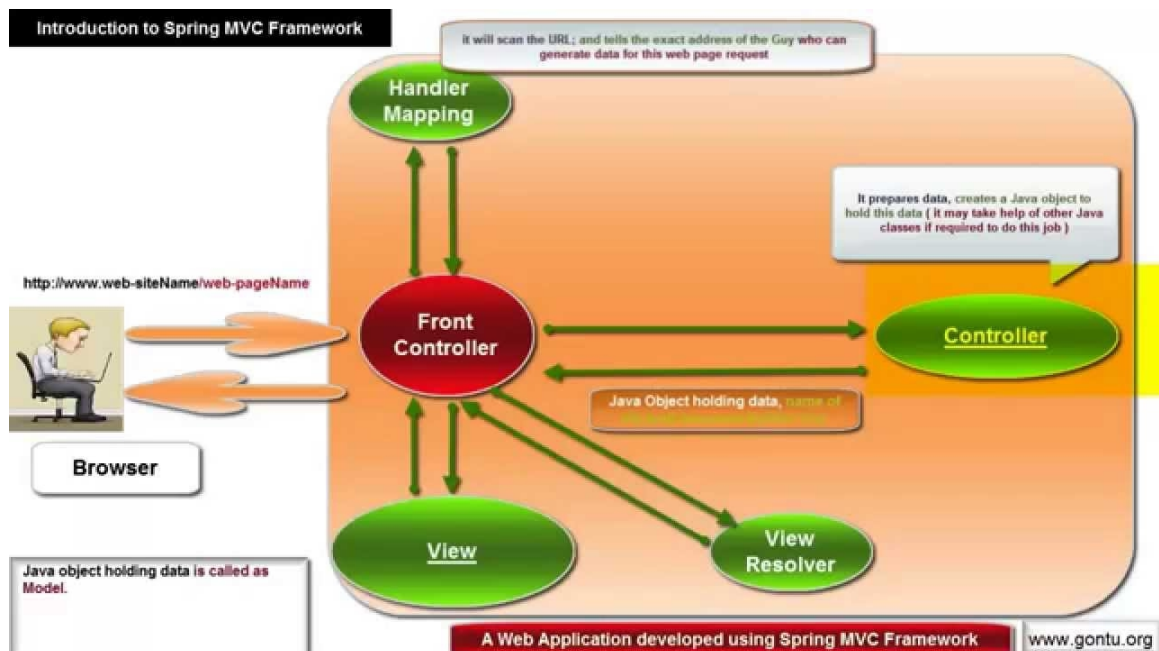 Introduction to Spring MVC Framework
it will scan the URL; and tells the exact address of the Guy who can
generate data for this web page request
Handler
Mapping
It prepares data, creates a Java object to
hold this data ( it may take help of other Java
classes if required to do this job )
http://www.web-siteName/web-pageName
Front
Controller
Controller
Java Object holding data, name of
Browser
View
View
Resolver
Java object holding data is called as
Model.
A Web Application developed using Spring MVC Framework
www.gontu.org